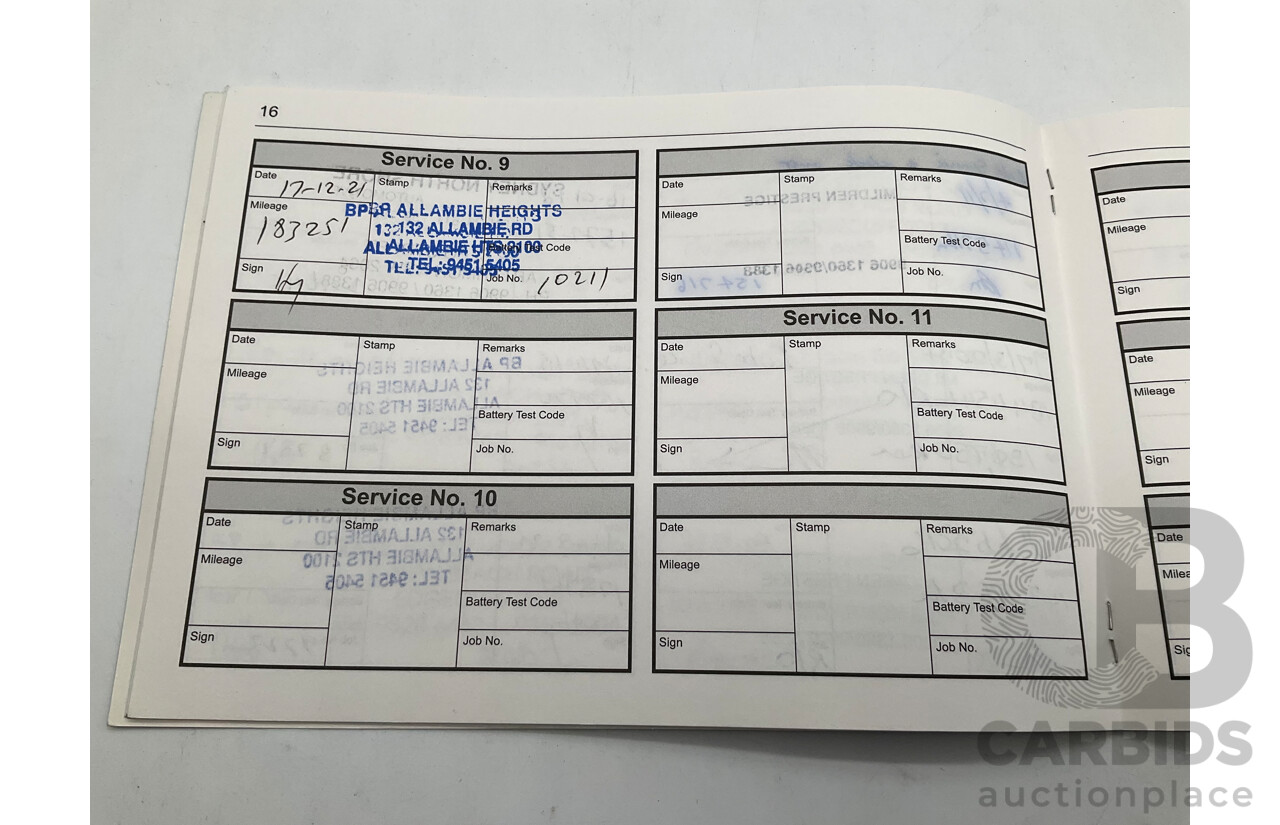 16
Service No. 9
Date 17-12-21
Stamp
Remarks
Mileage
183251
BP ALLAMBIE HEIGHTS
132 ALLAMBIE RD
ALLAMBIE HTS 2100
TEL: 9451 5405
Battery Test Code
Sign
Job No. 10211
Date
Stamp
Remarks
Mileage
Battery Test Code
Sign
Job No.
Service No. 10
Date
Stamp
Remarks
Mileage
Battery Test Code
Sign
Job No.
Date
Stamp
Remarks
Mileage
Battery Test Code
Sign
Job No.
Service No. 11
Date
Stamp
Remarks
Mileage
Battery Test Code
Sign
Job No.
Date
Stamp
Remarks
Mileage
Battery Test Code
Sign
Job No.
Date
Mileage
Sign
Date
Mileage
Sign
Date
Milea
Sig
CARBIDS
auctionplace